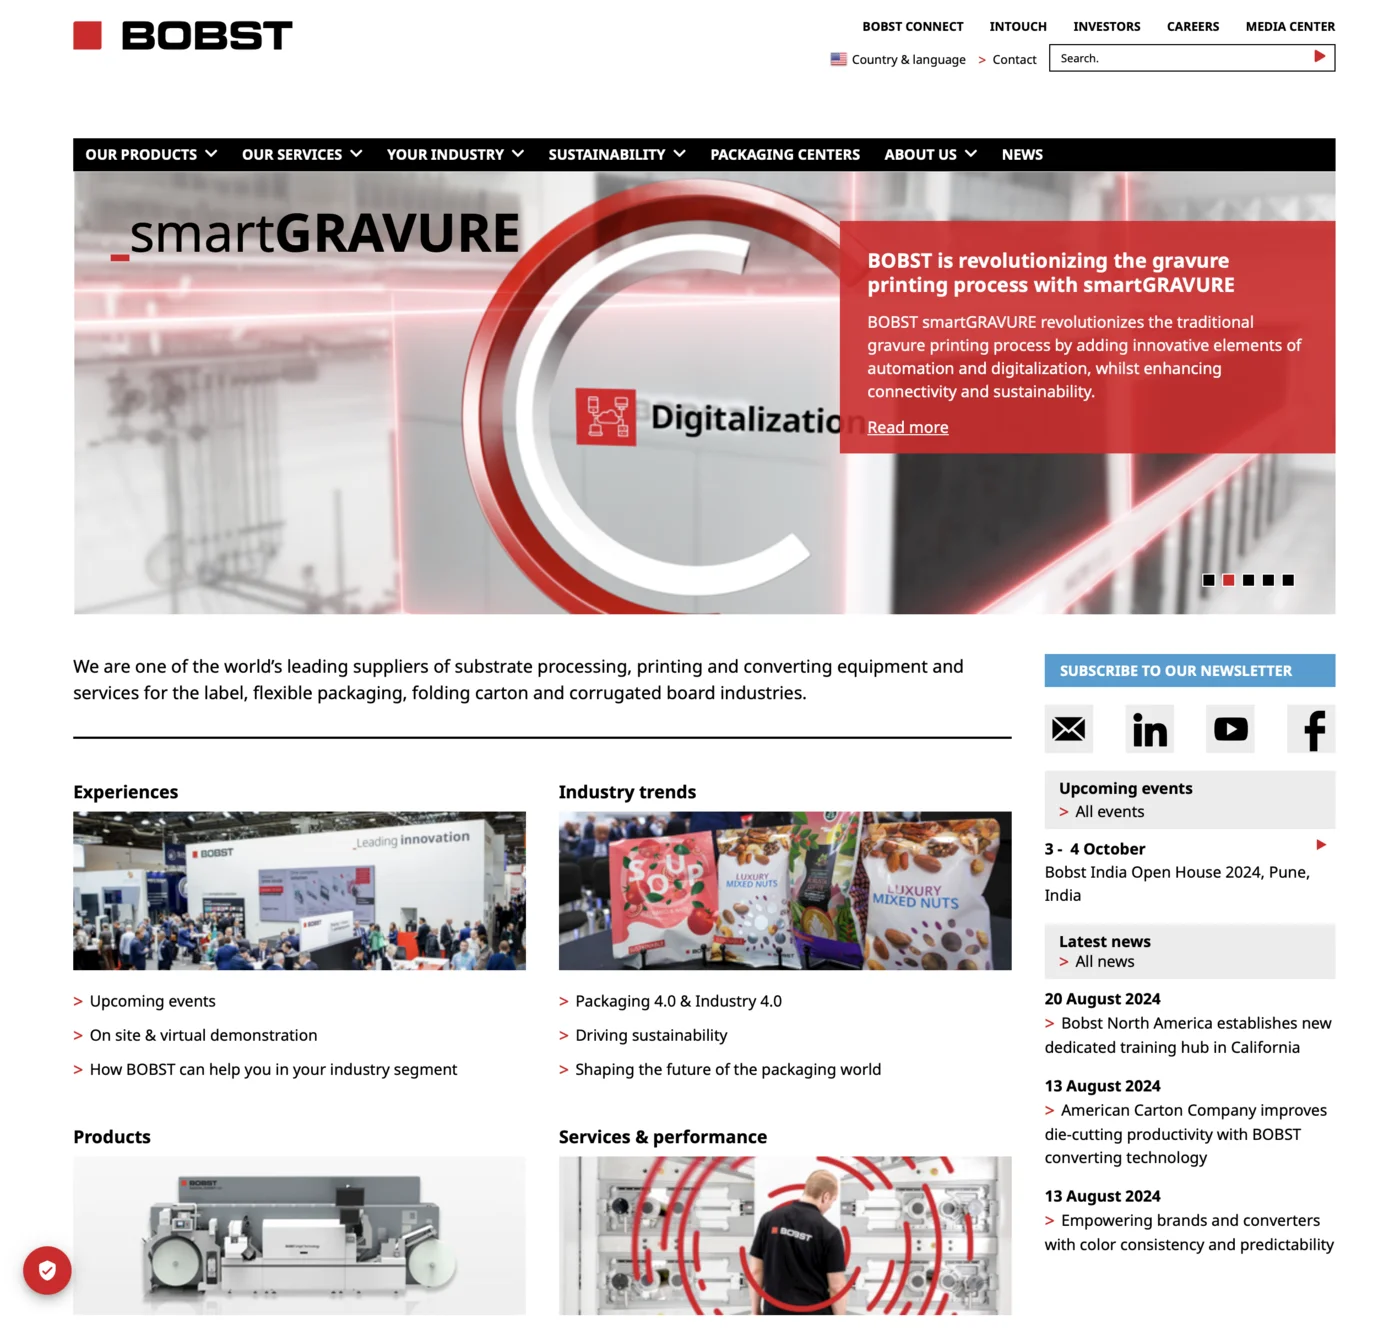 BOBST
BOBST CONNECT INTOUCH INVESTORS CAREERS MEDIA CENTER
Country & language > Contact Search.
OUR PRODUCTS OUR SERVICES YOUR INDUSTRY SUSTAINABILITY PACKAGING CENTERS ABOUT US NEWS
_smartGRAVURE
Digitalization
BOBST is revolutionizing the gravure
printing process with smartGRAVURE
BOBST smartGRAVURE revolutionizes the traditional
gravure printing process by adding innovative elements of
automation and digitalization, whilst enhancing
connectivity and sustainability.
Read more
We are one of the world’s leading suppliers of substrate processing, printing and converting equipment and
services for the label, flexible packaging, folding carton and corrugated board industries.
Experiences
BOBST
_Leading innovation
> Upcoming events
> On site & virtual demonstration
> How BOBST can help you in your industry segment
Industry trends
SOUP
LUXURY
MIXED NUTS
LUXURY
MIXED NUTS
> Packaging 4.0 & Industry 4.0
> Driving sustainability
> Shaping the future of the packaging world
Products
BOBST
Services & performance
BOBST
SUBSCRIBE TO OUR NEWSLETTER
in
f
Upcoming events
> All events
3 - 4 October
Bobst India Open House 2024, Pune,
India
Latest news
> All news
20 August 2024
> Bobst North America establishes new
dedicated training hub in California
13 August 2024
> American Carton Company improves
die-cutting productivity with BOBST
converting technology
13 August 2024
> Empowering brands and converters
with color consistency and predictability